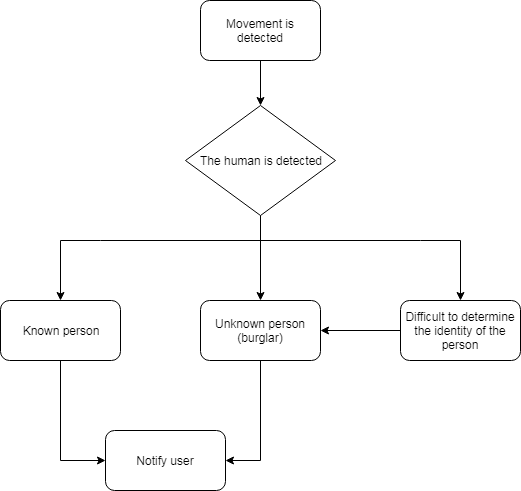 Movement is
detected
The human is detected
Known person
Unknown person
(burglar)
Difficult to determine
the identity of the
person
Notify user